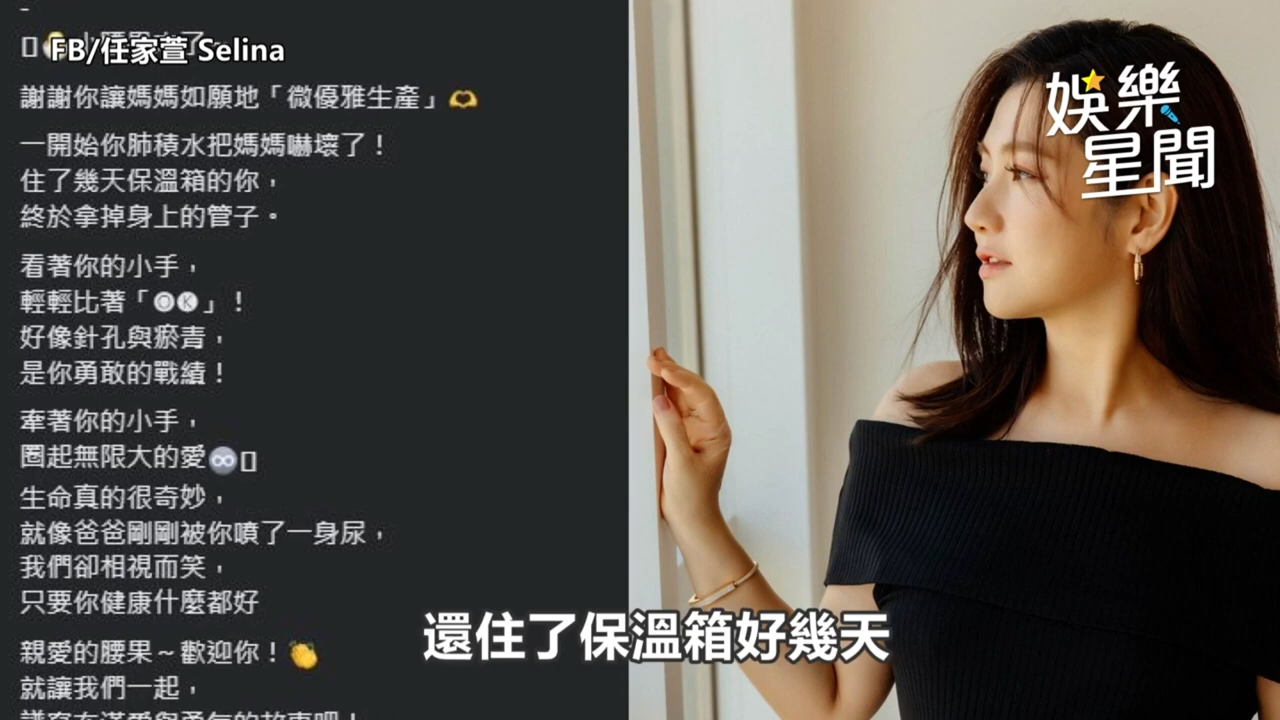 FB/任家萱 Selina
謝謝你讓媽媽如願地「微優雅生產」
一開始你肺積水把媽媽嚇壞了！
住了幾天保溫箱的你，
終於拿掉身上的管子。
看著你的小手，
輕輕比著「🅞🅚」！
好像針孔與瘀青，
是你勇敢的戰績！
牽著你的小手，
圈起無限大的愛♾
生命真的很奇妙，
就像爸爸剛剛被你噴了一身尿，
我們卻相視而笑，
只要你健康什麼都好
親愛的腰果～歡迎你！👏
就讓我們一起，
娛樂
星聞
還住了保溫箱好幾天